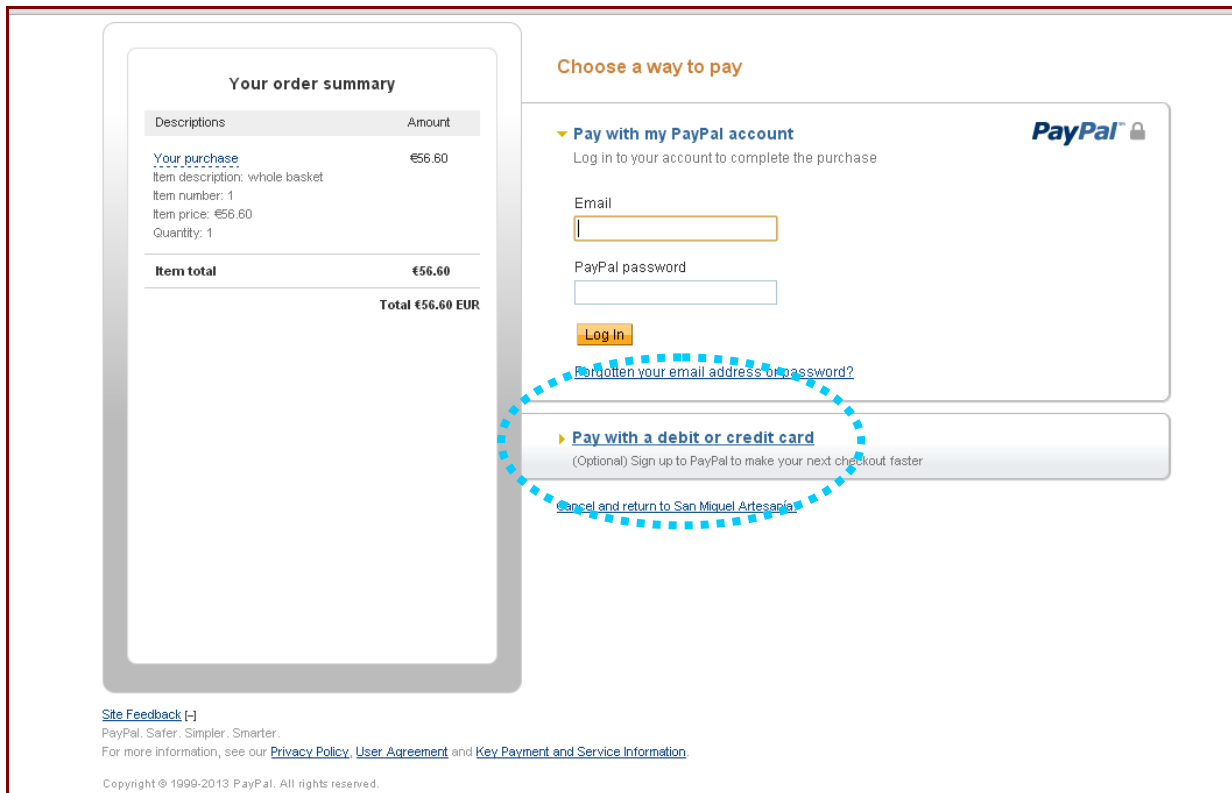 Your order summary
Descriptions Amount
Your purchase €56.60
Item description: whole basket
Item number: 1
Item price: €56.60
Quantity: 1
Item total €56.60
Total €56.60 EUR
Choose a way to pay
Pay with my PayPal account
PayPal™
Log in to your account to complete the purchase
Email
PayPal password
Log In
Forgotten your email address or password?
Pay with a debit or credit card
(Optional) Sign up to PayPal to make your next checkout faster
Cancel and return to San Miguel Artesanía.
Site Feedback [–]
PayPal. Safer. Simpler. Smarter.
For more information, see our Privacy Policy, User Agreement and Key Payment and Service Information.
Copyright © 1999-2013 PayPal. All rights reserved.